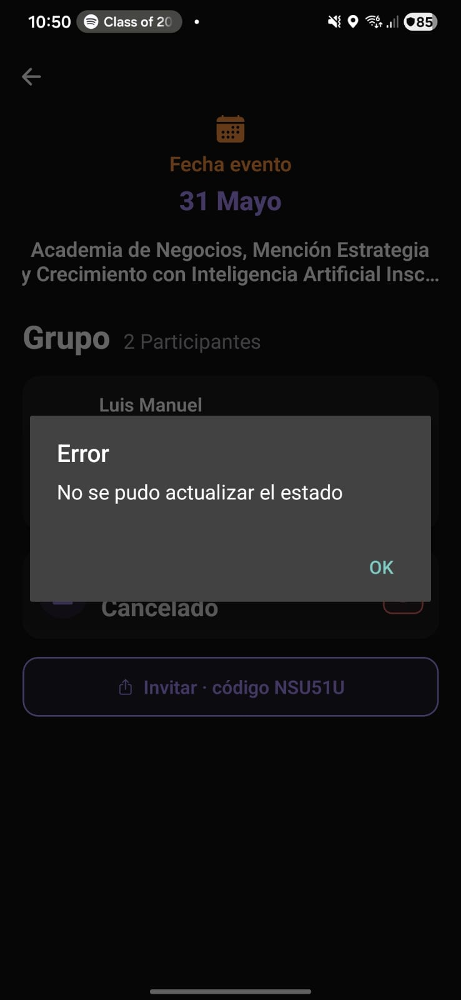 10:50 Class of 20 85
Fecha evento
31 Mayo
Academia de Negocios, Mención Estrategia
y Crecimiento con Inteligencia Artificial Insc...
Grupo 2 Participantes
Luis Manuel
Error
No se pudo actualizar el estado
OK
Cancelado
Invitar · código NSU51U